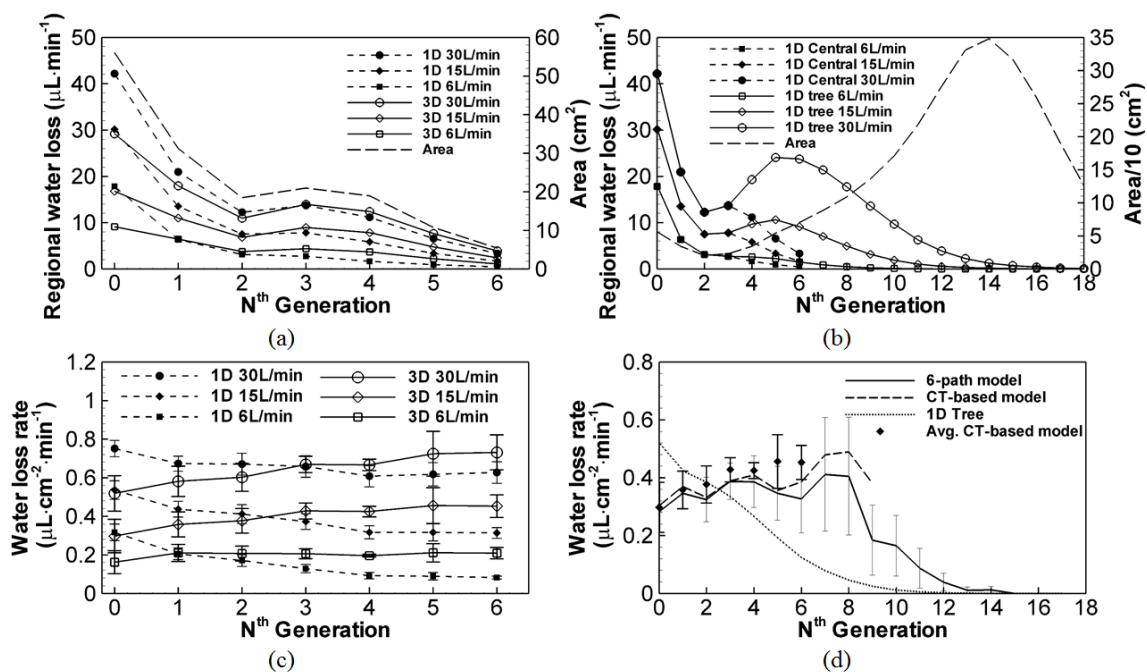 Regional water loss (μL·min⁻¹)
50
40
30
20
10
0
1D 30L/min
1D 15L/min
1D 6L/min
3D 30L/min
3D 15L/min
3D 6L/min
Area
60
50
40
30
20
10
0
Area (cm²)
0 1 2 3 4 5 6
Nᵗʰ Generation
(a)
Regional water loss (μL·min⁻¹)
50
40
30
20
10
0
1D Central 6L/min
1D Central 15L/min
1D Central 30L/min
1D tree 6L/min
1D tree 15L/min
1D tree 30L/min
Area
35
30
25
20
15
10
5
0
Area/10 (cm²)
0 2 4 6 8 10 12 14 16 18
Nᵗʰ Generation
(b)
Water loss rate
(μL·cm⁻²·min⁻¹)
1.2
1
0.8
0.6
0.4
0.2
0
1D 30L/min 3D 30L/min
1D 15L/min 3D 15L/min
1D 6L/min 3D 6L/min
0 1 2 3 4 5 6
Nᵗʰ Generation
(c)
Water loss rate
(μL·cm⁻²·min⁻¹)
0.8
0.6
0.4
0.2
0
6-path model
CT-based model
1D Tree
Avg. CT-based model
0 2 4 6 8 10 12 14 16 18
Nᵗʰ Generation
(d)